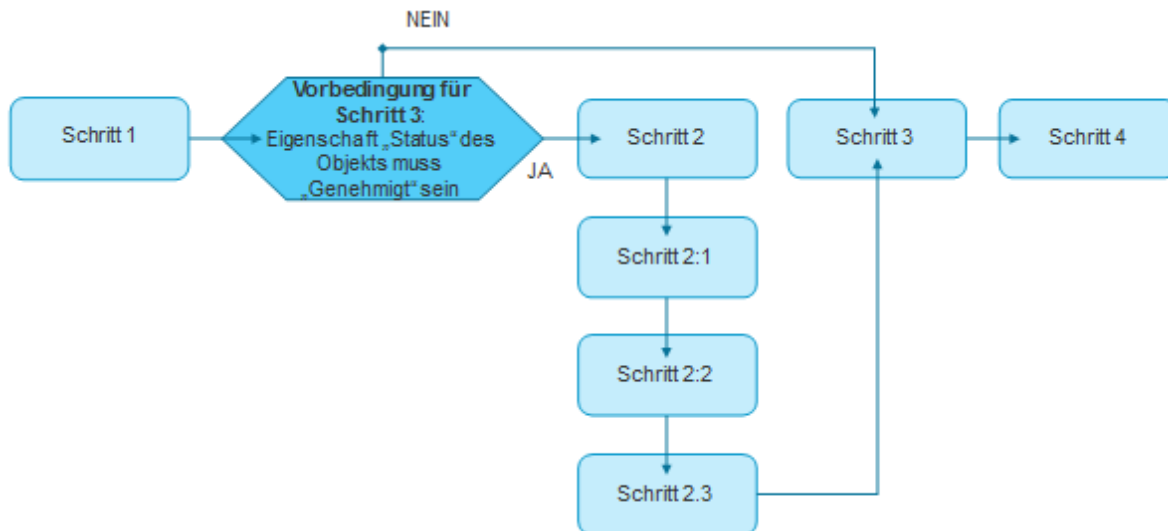 NEIN
Schritt 1
Vorbedingung für
Schritt 3:
Eigenschaft „Status“ des
Objekts muss
„Genehmigt“ sein
JA
Schritt 2
Schritt 3
Schritt 4
Schritt 2:1
Schritt 2:2
Schritt 2.3